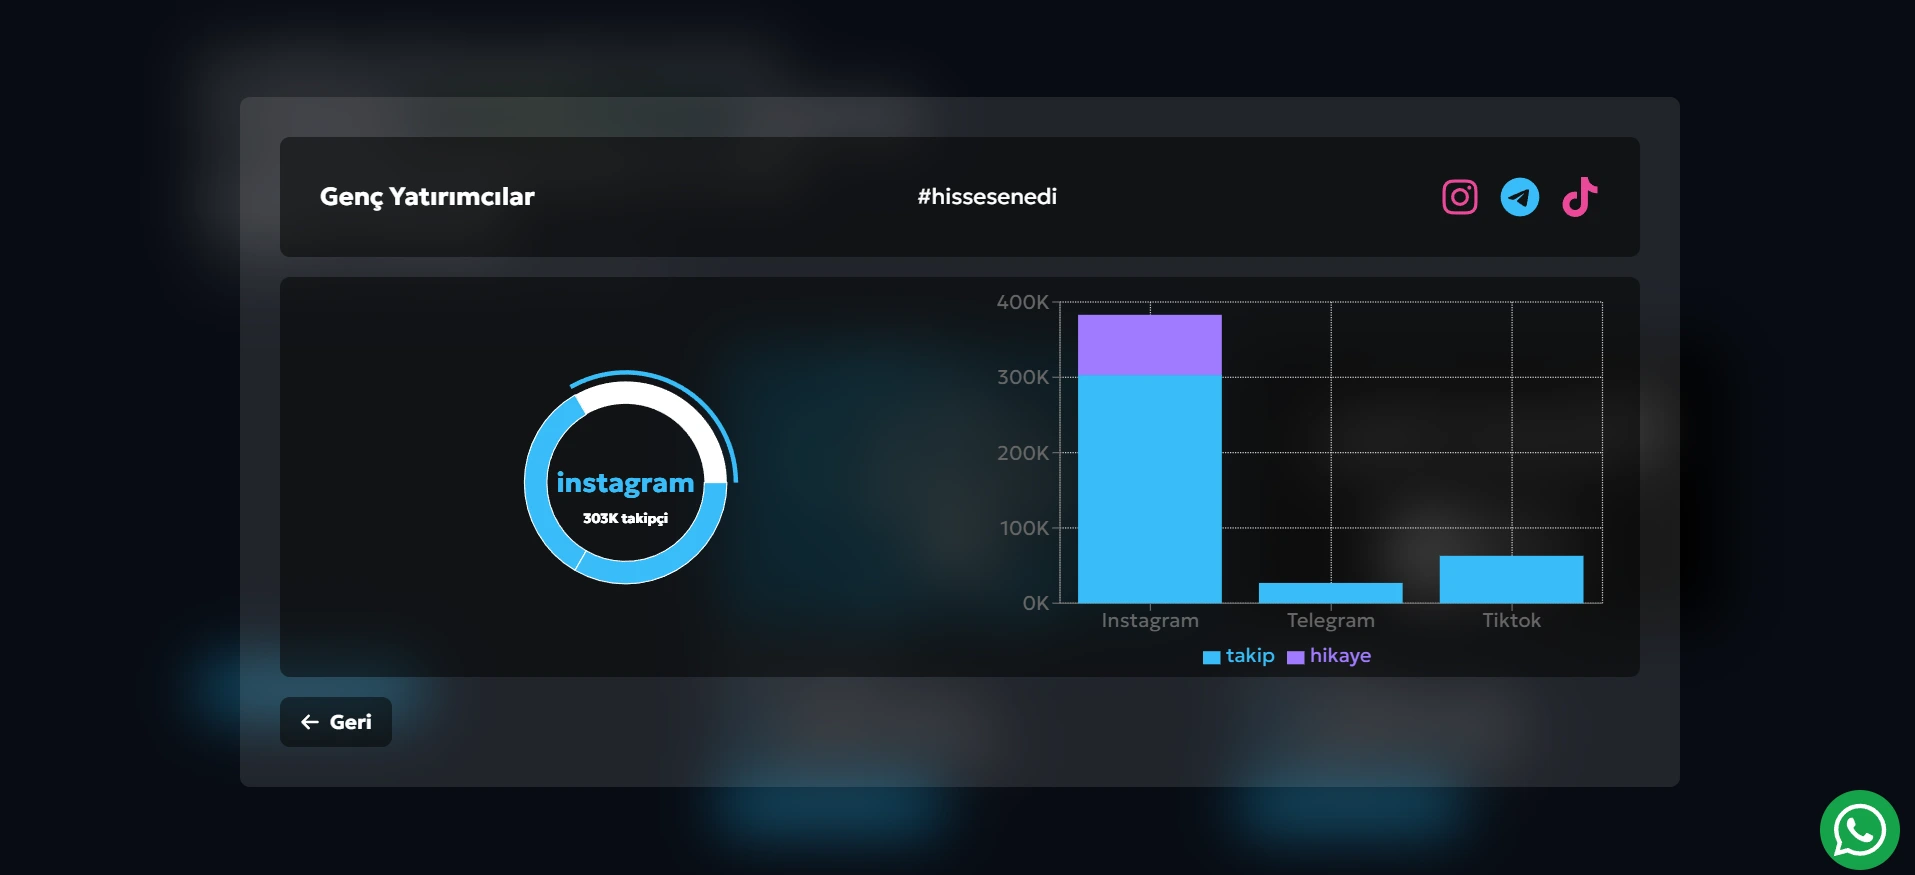 Genç Yatırımcılar
#hissesenedi
instagram
303K takipçi
400K
300K
200K
100K
0K
Instagram
Telegram
Tiktok
takip
hikaye
Geri